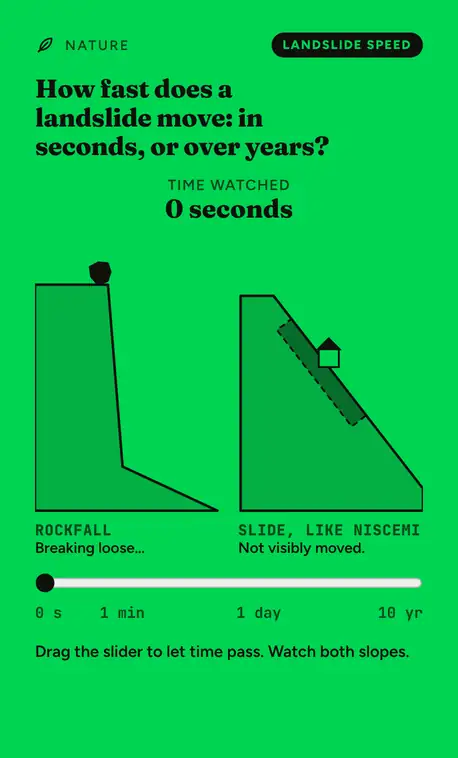 NATURE
LANDSLIDE SPEED
How fast does a
landslide move: in
seconds, or over years?
TIME WATCHED
0 seconds
ROCKFALL
Breaking loose…
SLIDE, LIKE NISCEMI
Not visibly moved.
0 s 1 min 1 day 10 yr
Drag the slider to let time pass. Watch both slopes.